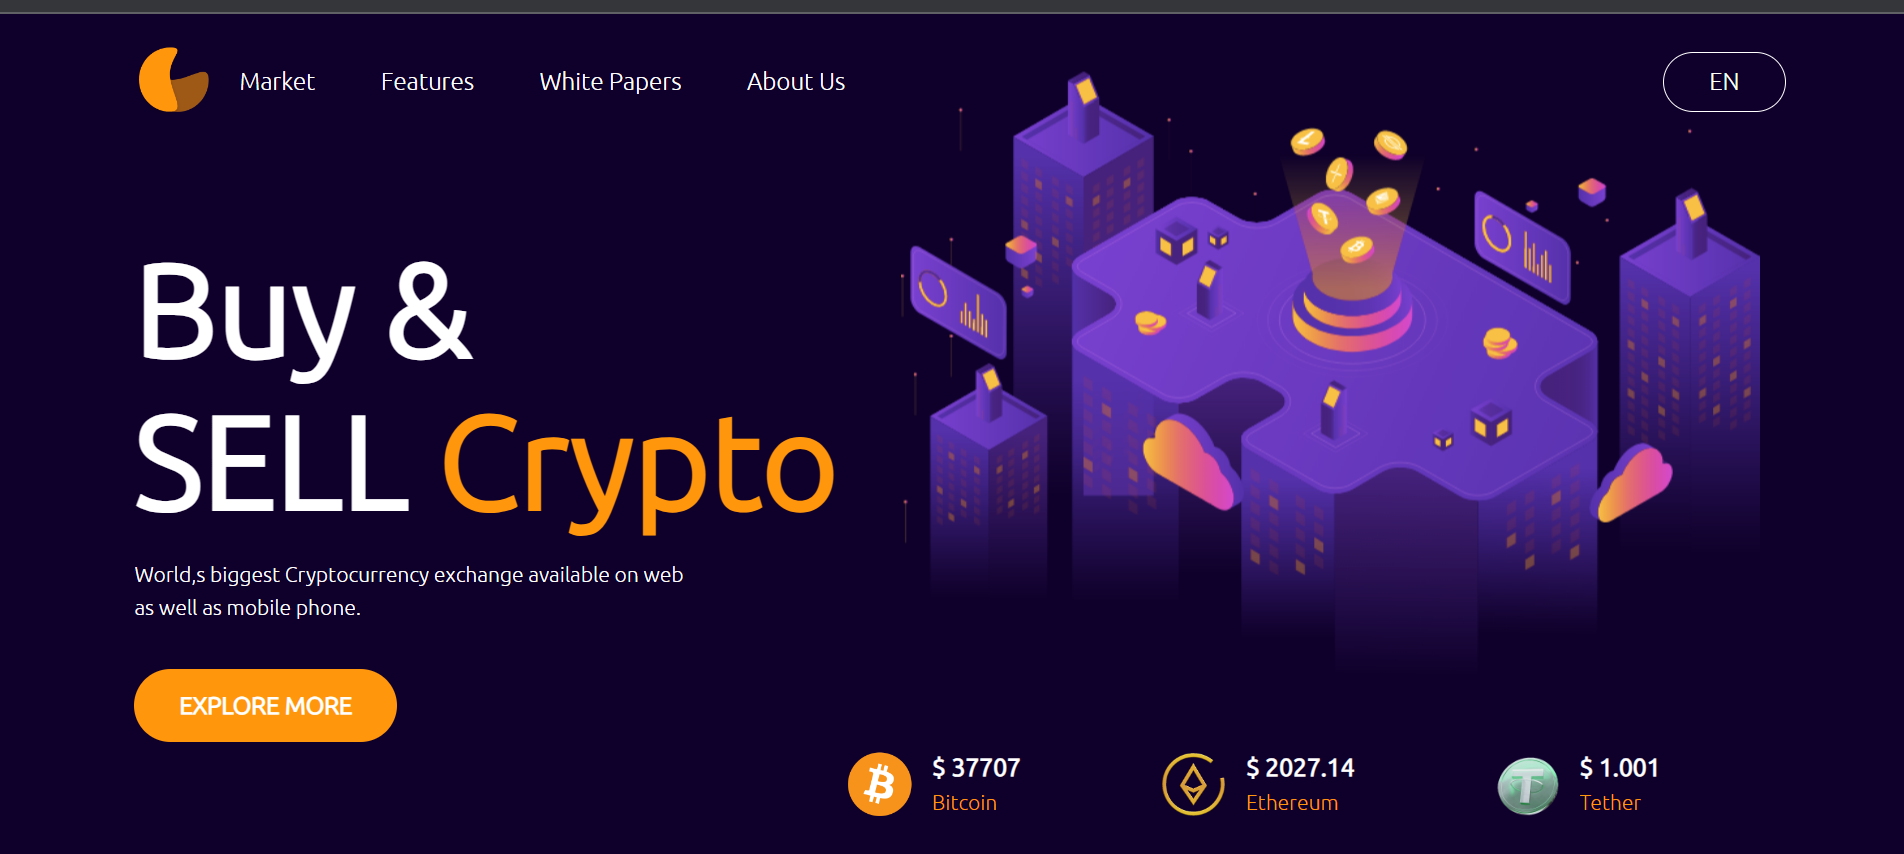 Market Features White Papers About Us EN
Buy &
SELL Crypto
World,s biggest Cryptocurrency exchange available on web
as well as mobile phone.
EXPLORE MORE
$ 37707
Bitcoin
$ 2027.14
Ethereum
$ 1.001
Tether